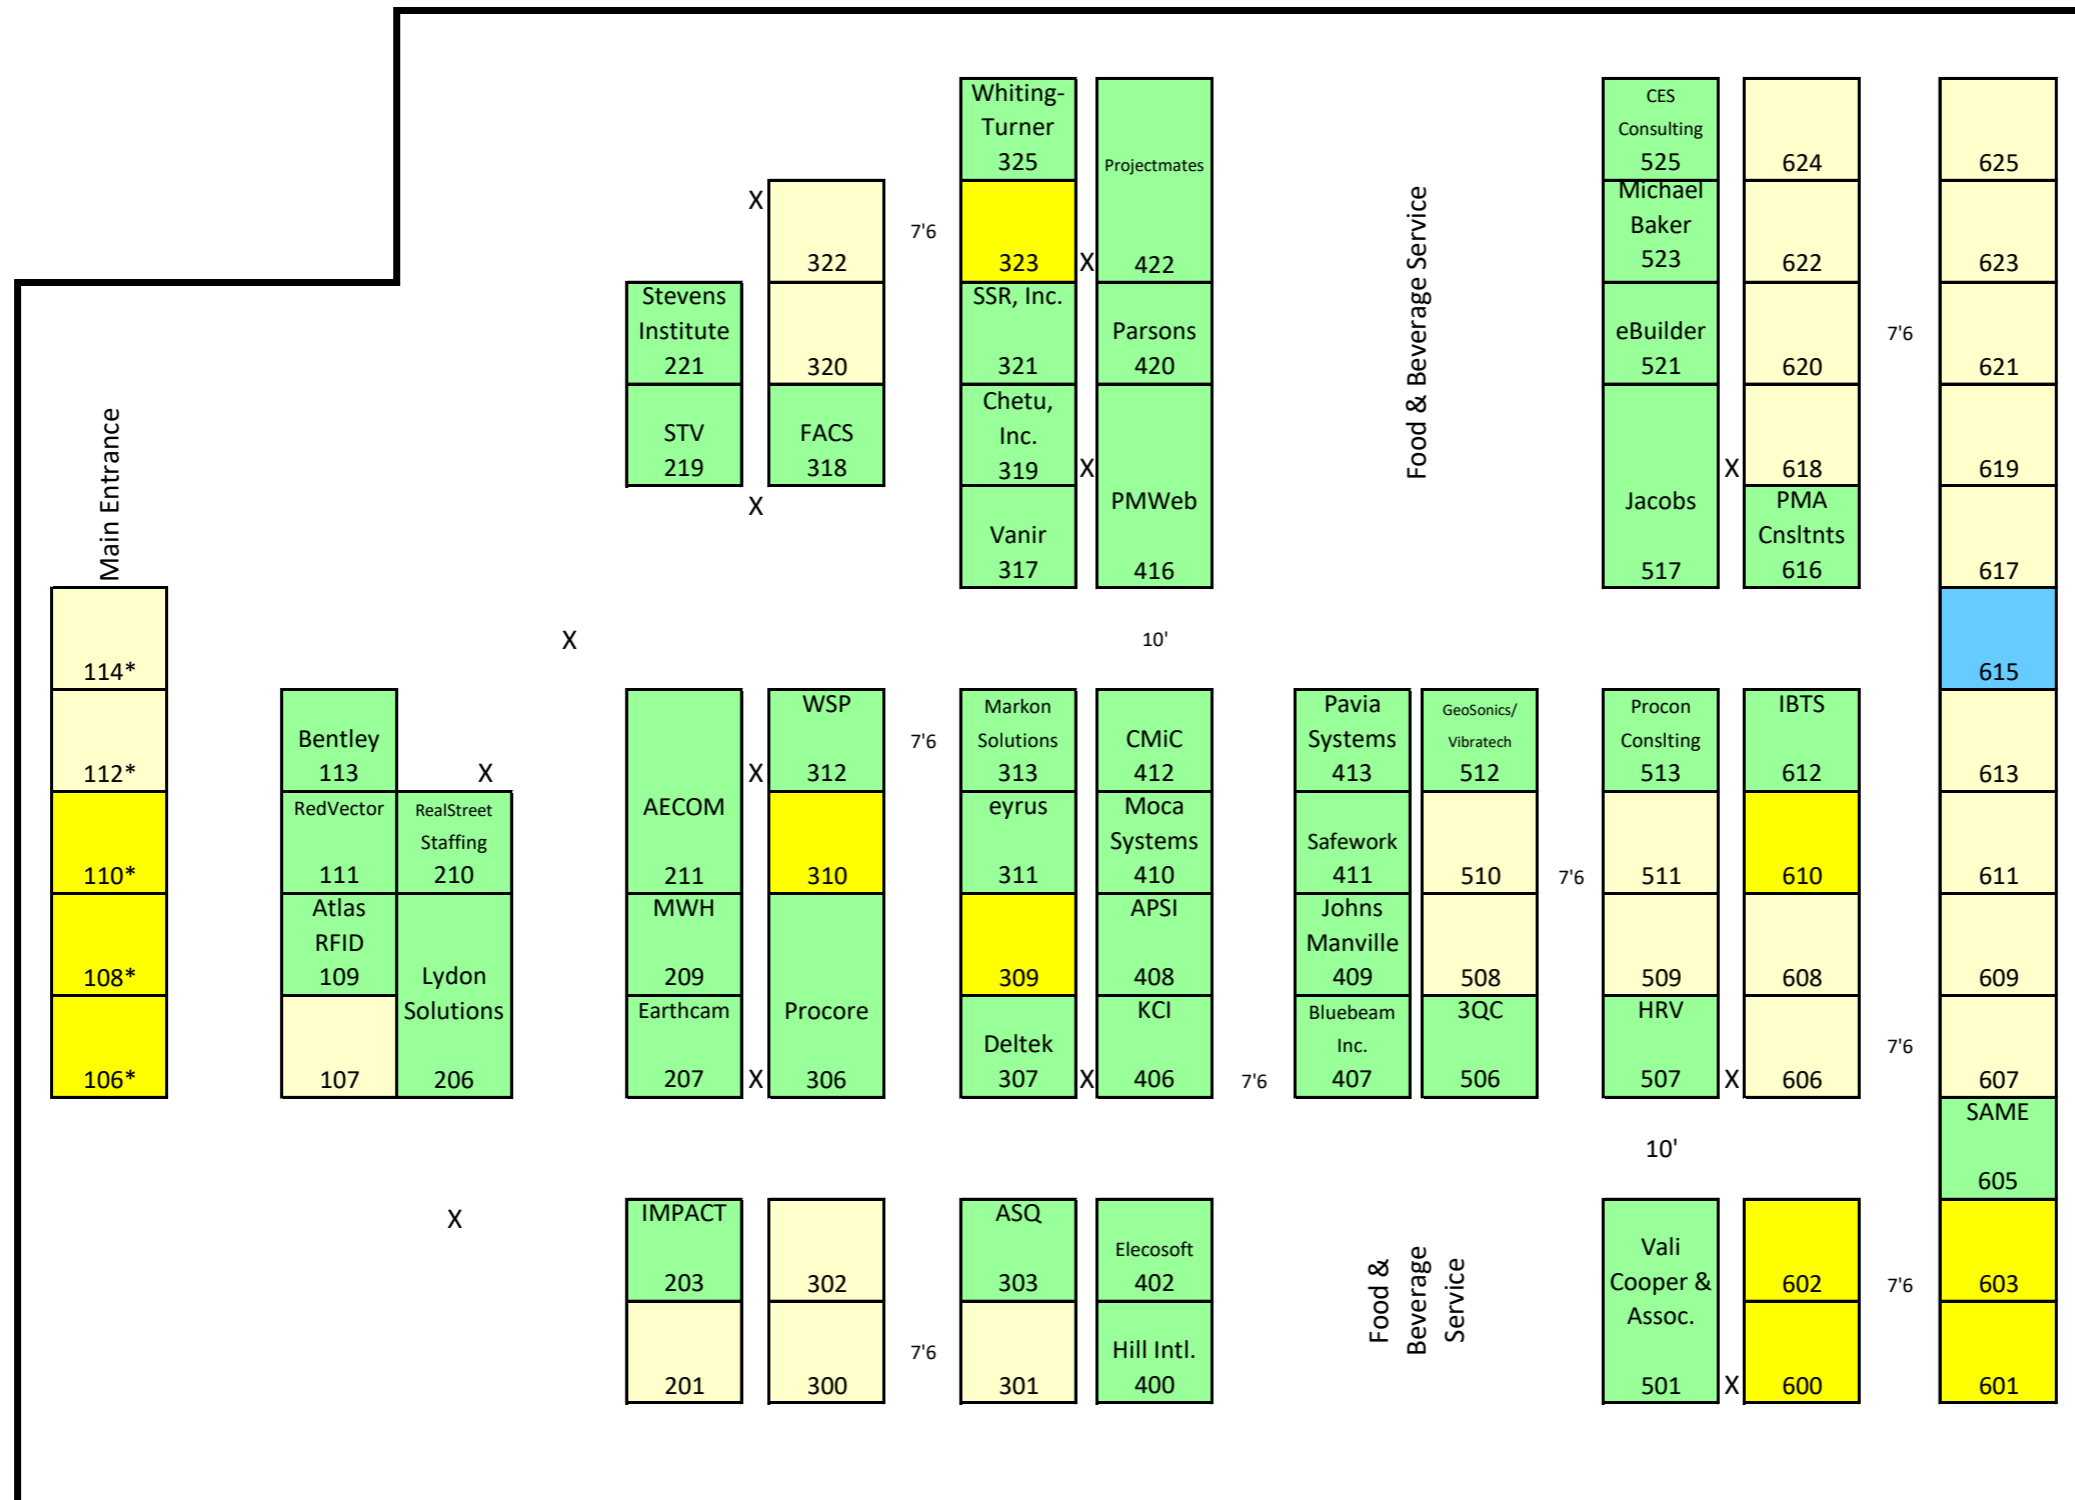 Whiting-
Turner
325
Projectmates
422
CES
Consulting
525
624
625
X
322
7'6
323
X
Michael
Baker
523
622
623
Food & Beverage Service
Stevens
Institute
221
320
SSR, Inc.
321
Parsons
420
eBuilder
521
620
7'6
621
Main Entrance
STV
219
FACS
318
X
Chetu,
Inc.
319
X
PMWeb
416
Jacobs
517
X
618
619
Vanir
317
PMA
Cnsltnts
616
617
114*
X
10'
615
112*
Bentley
113
X
AECOM
211
X
WSP
312
7'6
Markon
Solutions
313
CMiC
412
Pavia
Systems
413
GeoSonics/
Vibratech
512
Procon
Conslting
513
IBTS
612
613
110*
RedVector
111
RealStreet
Staffing
210
310
eyrus
311
Moca
Systems
410
Safework
411
510
7'6
511
610
611
108*
Atlas
RFID
109
Lydon
Solutions
206
MWH
209
Procore
306
309
APSI
408
Johns
Manville
409
508
509
608
609
106*
107
Earthcam
207
X
Deltek
307
X
KCI
406
7'6
Bluebeam
Inc.
407
3QC
506
HRV
507
X
606
7'6
607
10'
SAME
605
X
IMPACT
203
302
ASQ
303
Elecosoft
402
Food &
Beverage
Service
Vali
Cooper &
Assoc.
501
602
7'6
603
201
300
7'6
301
Hill Intl.
400
X
600
601